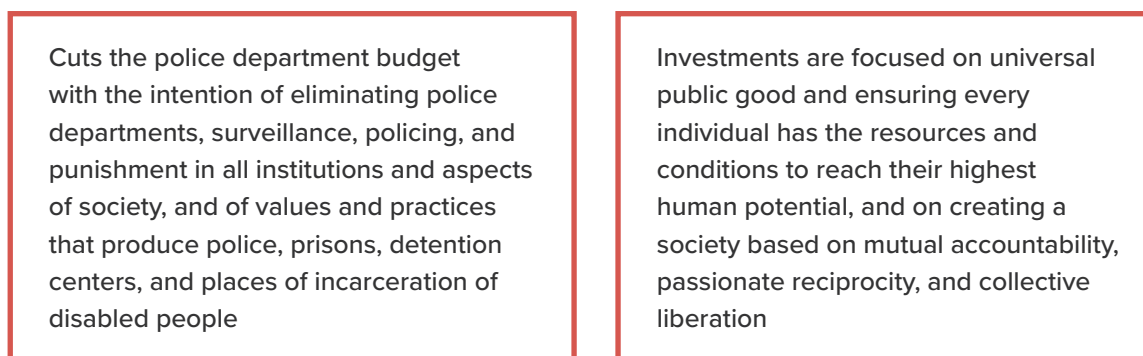 Cuts the police department budget
with the intention of eliminating police
departments, surveillance, policing, and
punishment in all institutions and aspects
of society, and of values and practices
that produce police, prisons, detention
centers, and places of incarceration of
disabled people
Investments are focused on universal
public good and ensuring every
individual has the resources and
conditions to reach their highest
human potential, and on creating a
society based on mutual accountability,
passionate reciprocity, and collective
liberation